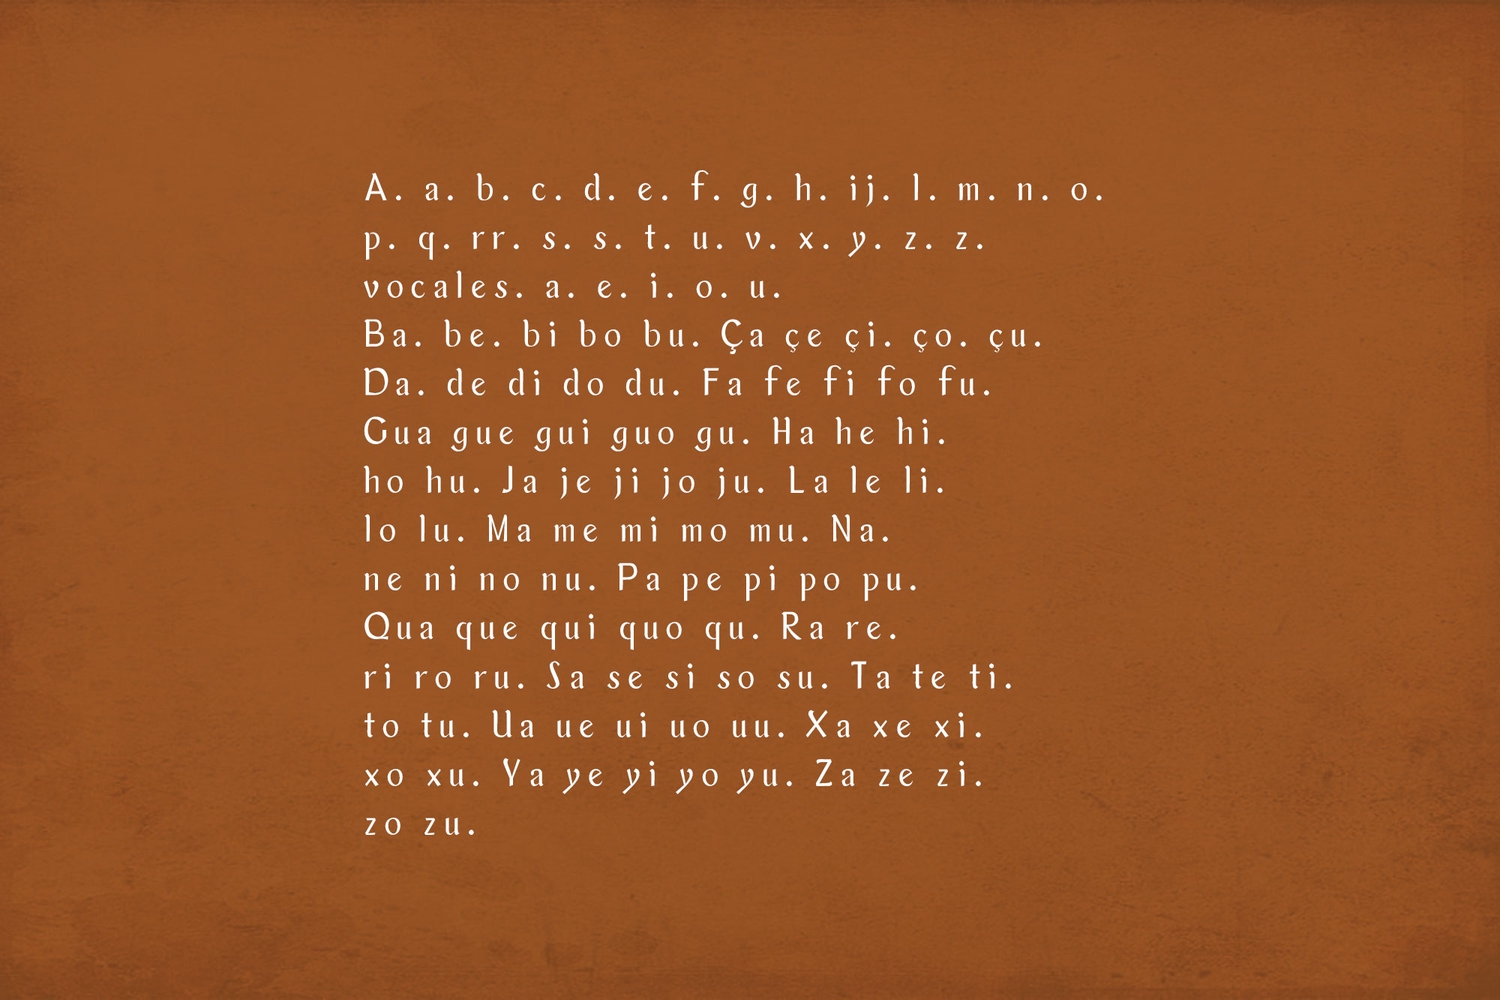 A. a. b. c. d. e. f. g. h. ij. l. m. n. o.
p. q. rr. s. s. t. u. v. x. y. z. z.
vocales. a. e. i. o. u.
Ba. be. bi bo bu. Ça çe çi. ço. çu.
Da. de di do du. Fa fe fi fo fu.
Gua gue gui guo gu. Ha he hi.
ho hu. Ja je ji jo ju. La le li.
lo lu. Ma me mi mo mu. Na.
ne ni no nu. Pa pe pi po pu.
Qua que qui quo qu. Ra re.
ri ro ru. Sa se si so su. Ta te ti.
to tu. Ua ue ui uo uu. Xa xe xi.
xo xu. Ya ye yi yo yu. Za ze zi.
zo zu.